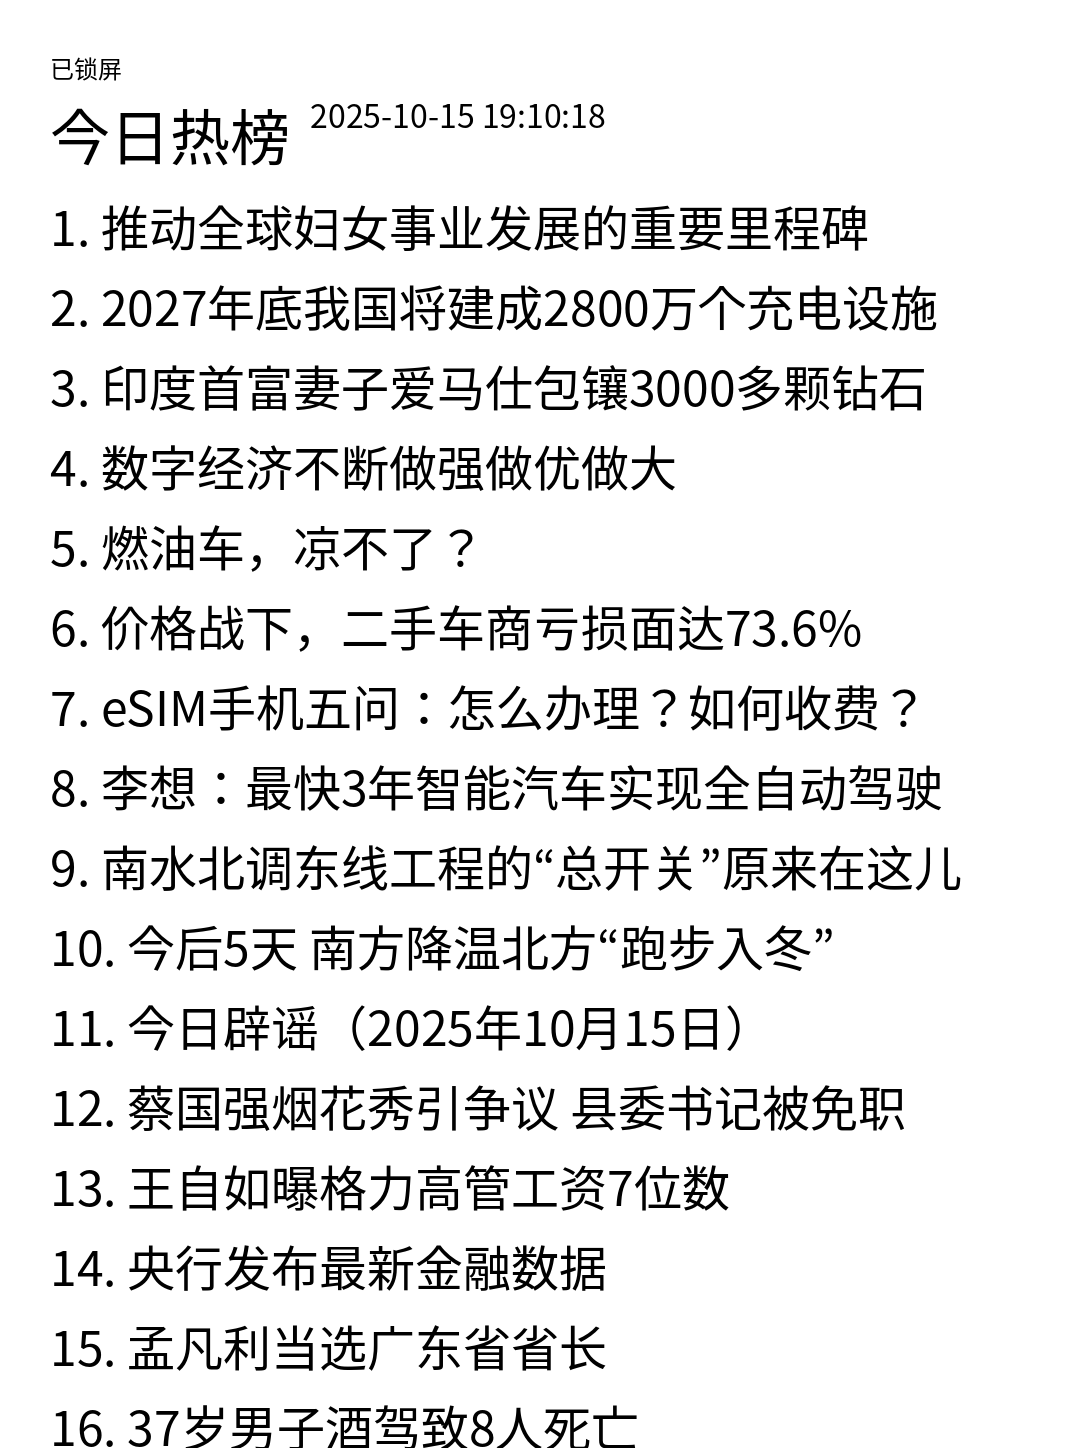 已锁屏
今日热榜 2025-10-15 19:10:18
1. 推动全球妇女事业发展的重要里程碑
2. 2027年底我国将建成2800万个充电设施
3. 印度首富妻子爱马仕包镶3000多颗钻石
4. 数字经济不断做强做优做大
5. 燃油车，凉不了？
6. 价格战下，二手车商亏损面达73.6%
7. eSIM手机五问：怎么办理？如何收费？
8. 李想：最快3年智能汽车实现全自动驾驶
9. 南水北调东线工程的“总开关”原来在这儿
10. 今后5天 南方降温北方“跑步入冬”
11. 今日辟谣（2025年10月15日）
12. 蔡国强烟花秀引争议 县委书记被免职
13. 王自如曝格力高管工资7位数
14. 央行发布最新金融数据
15. 孟凡利当选广东省省长
16. 37岁男子酒驾致8人死亡